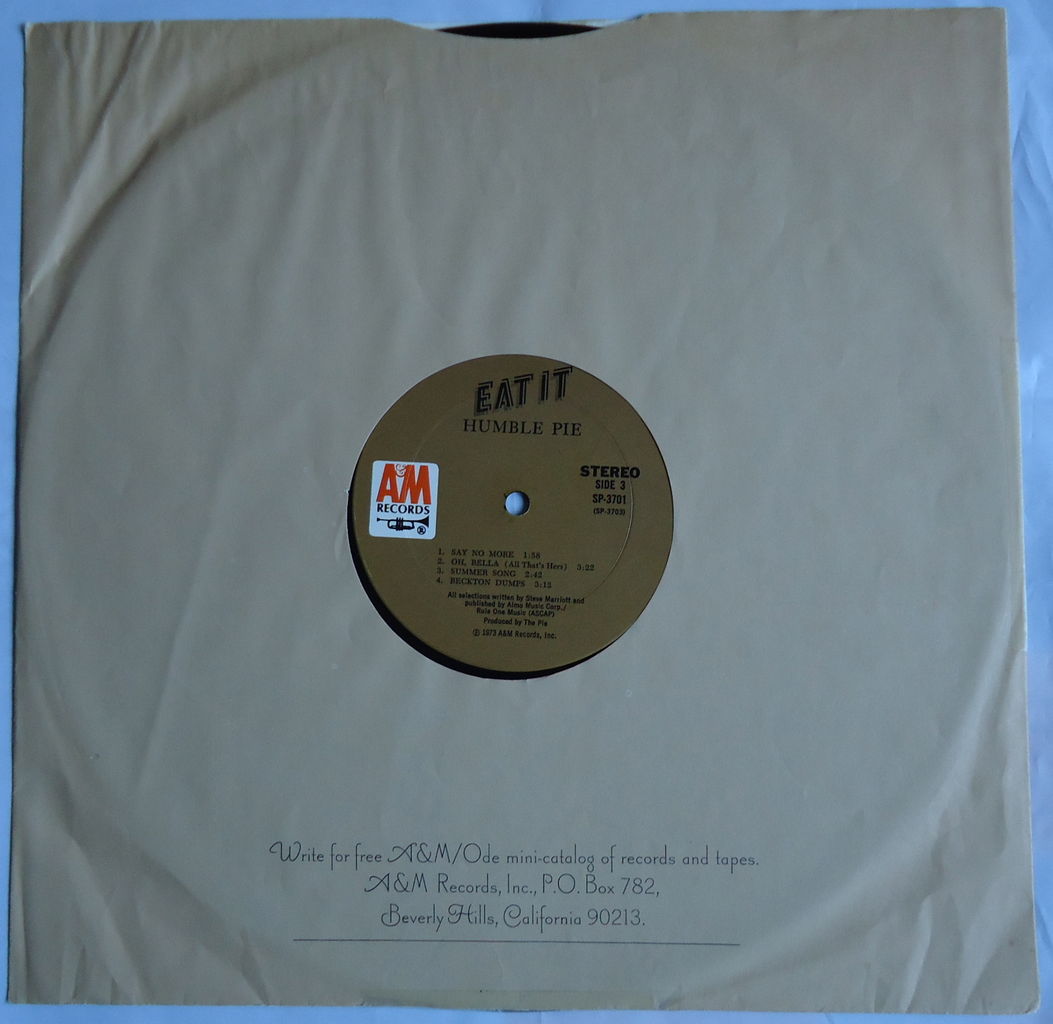 EAT IT
HUMBLE PIE
A&M
RECORDS
®
STEREO
SIDE 3
SP-3701
(SP-3703)
1. SAY NO MORE 1:58
2. OH, BELLA (All That's Hers) 3:22
3. SUMMER SONG 2:42
4. BECKTON DUMPS 3:12
All selections written by Steve Marriott and
published by Almo Music Corp./
Rule One Music (ASCAP)
Produced by The Pie
℗ 1973 A&M Records, Inc.
Write for free A&M/Ode mini-catalog of records and tapes.
A&M Records, Inc., P.O. Box 782,
Beverly Hills, California 90213.